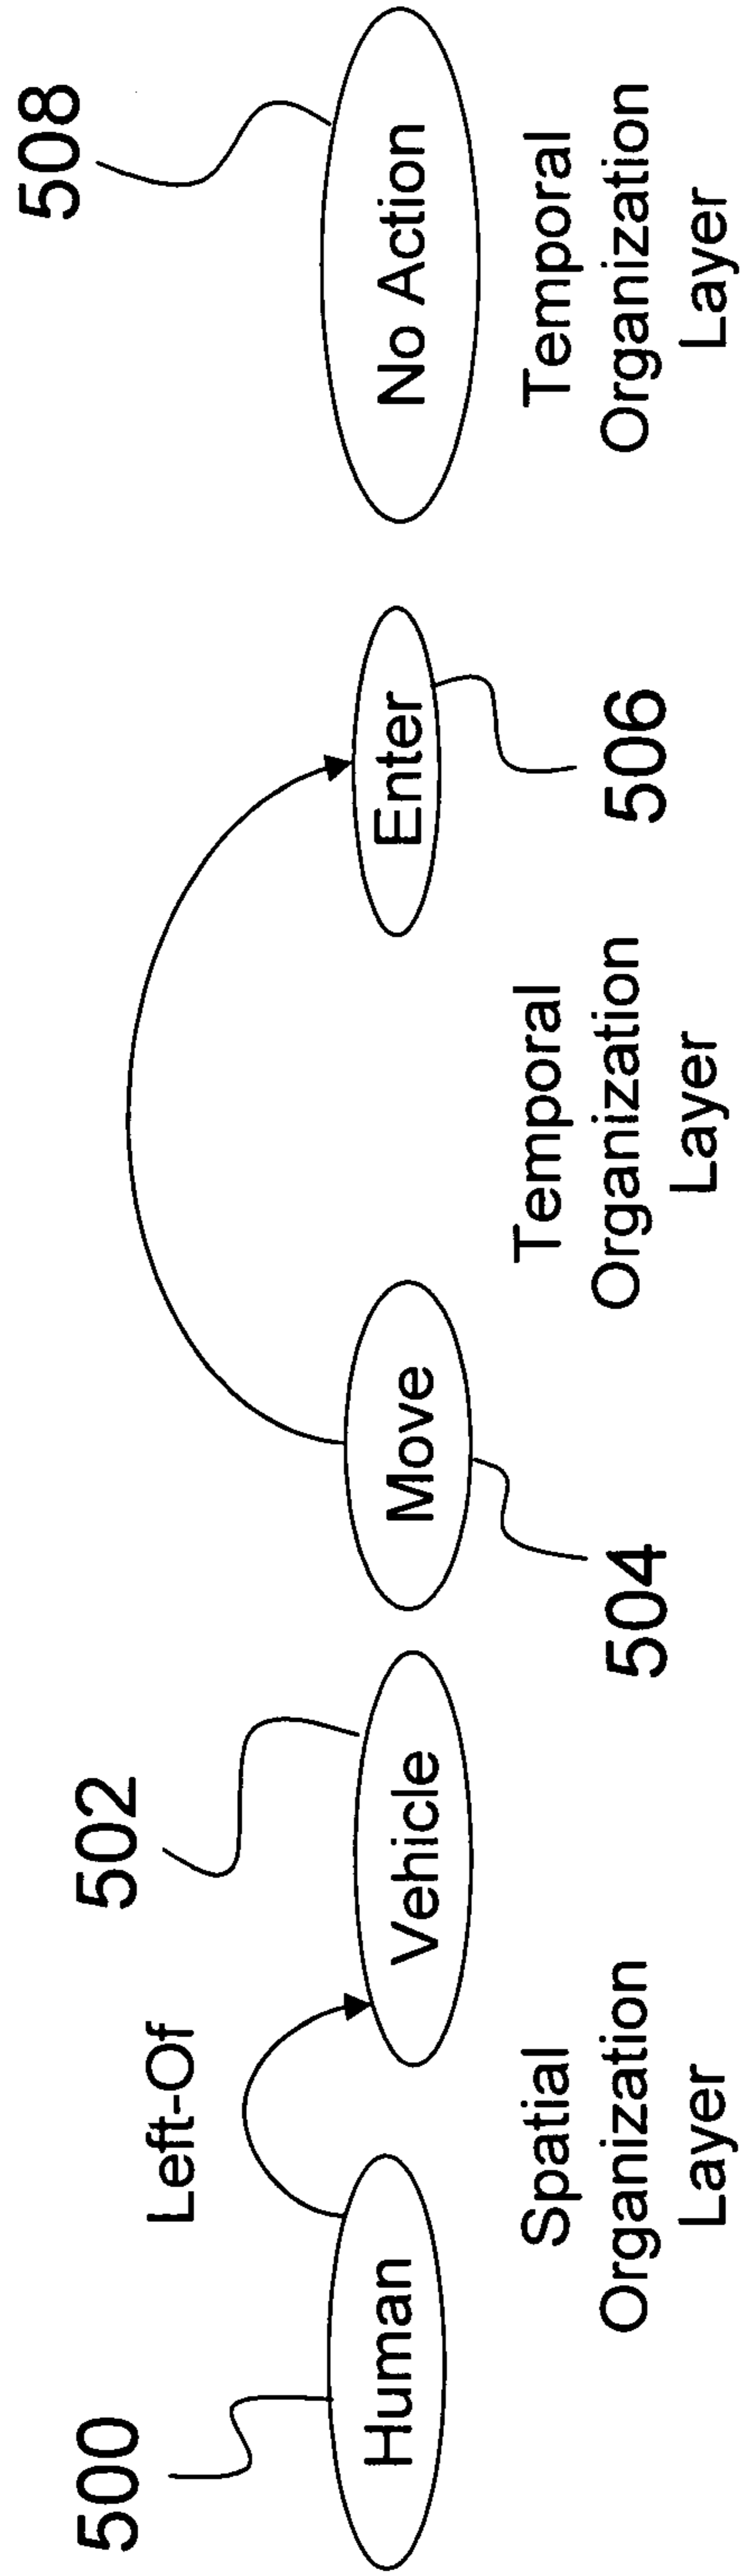 500
Human
Left-Of
502
Vehicle
Spatial
Organization
Layer
Move
504
Temporal
Organization
Layer
Enter
506
508
No Action
Temporal
Organization
Layer